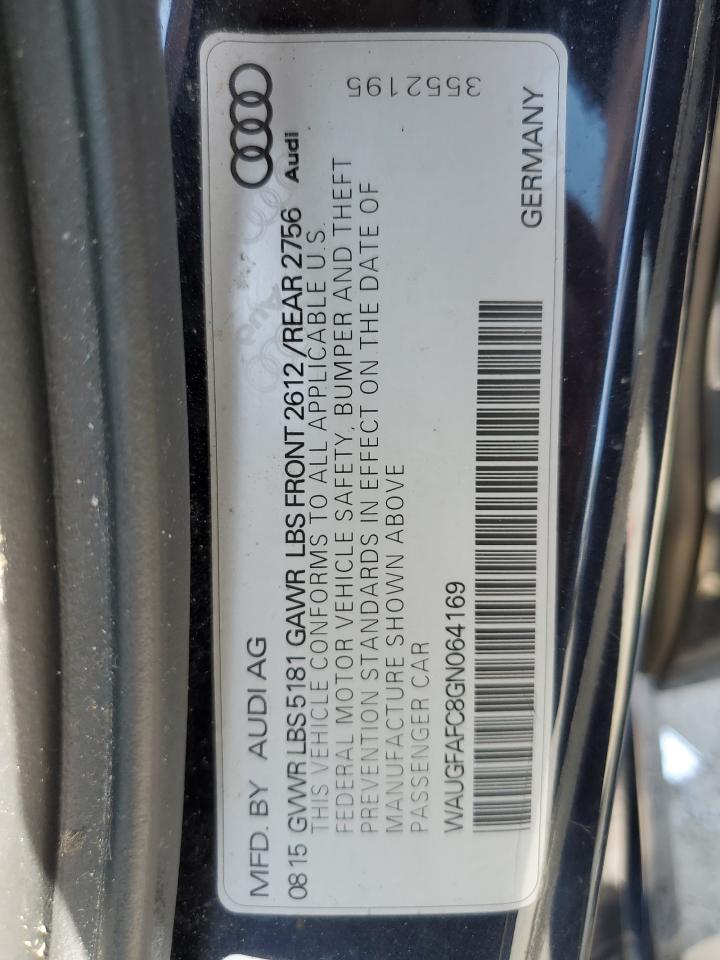 MFD. BY AUDI AG
Audi
08 15 GVWR LBS 5181 GAWR LBS FRONT 2612 /REAR 2756
THIS VEHICLE CONFORMS TO ALL APPLICABLE U.S.
FEDERAL MOTOR VEHICLE SAFETY, BUMPER AND THEFT
PREVENTION STANDARDS IN EFFECT ON THE DATE OF
MANUFACTURE SHOWN ABOVE
PASSENGER CAR
WAUGFAFC8GN064169
GERMANY
3552195